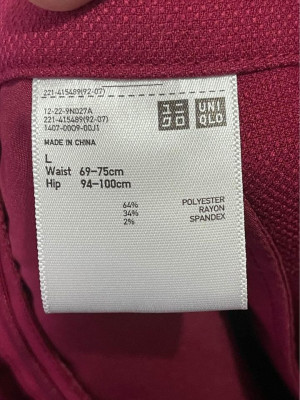 221-415489(92-07)
12-22-9N027A
221-415489(92-07)
1407-0009-00J1
ユニ UNI
クロ QLO
MADE IN CHINA
L
Waist 69-75cm
Hip 94-100cm
64% POLYESTER
34% RAYON
2% SPANDEX